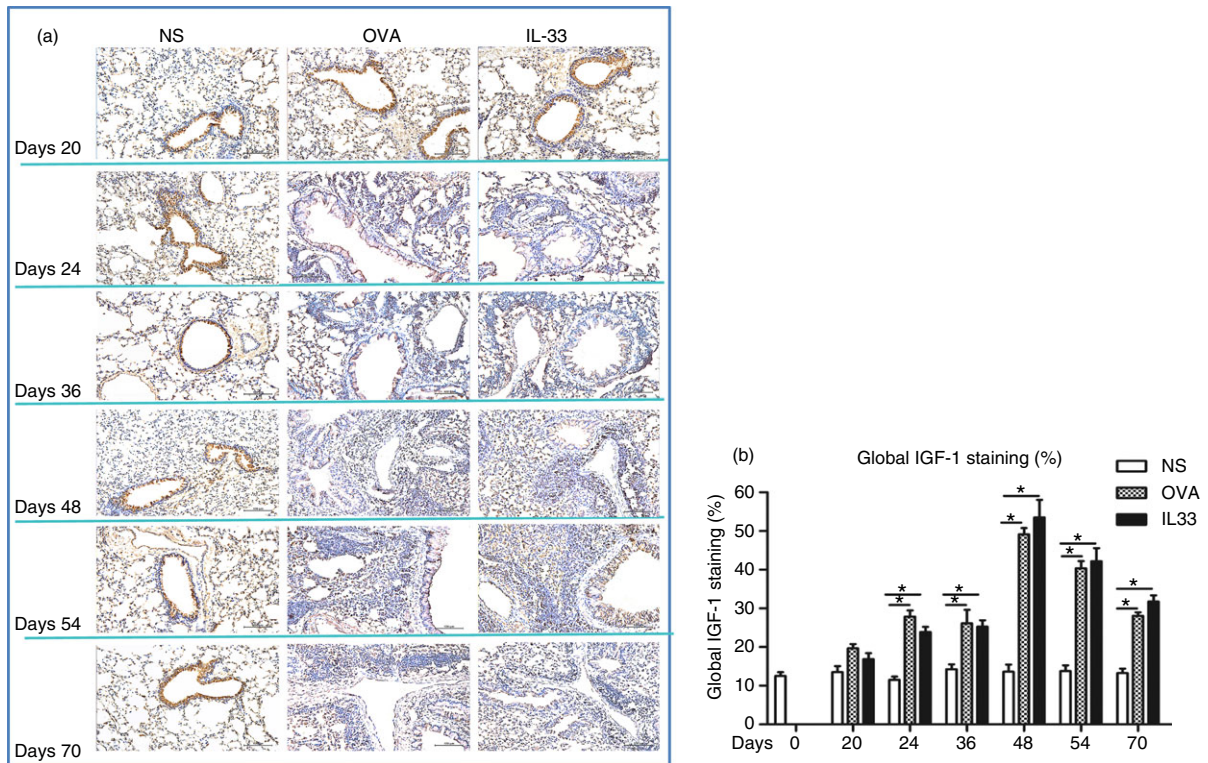 (a)
NS OVA IL-33
Days 20
Days 24
Days 36
Days 48
Days 54
Days 70
(b)
Global IGF-1 staining (%)
NS
OVA
IL33
Global IGF-1 staining (%)
60
50
40
30
20
10
0
* *
* *
* *
* *
* *
Days 0 20 24 36 48 54 70